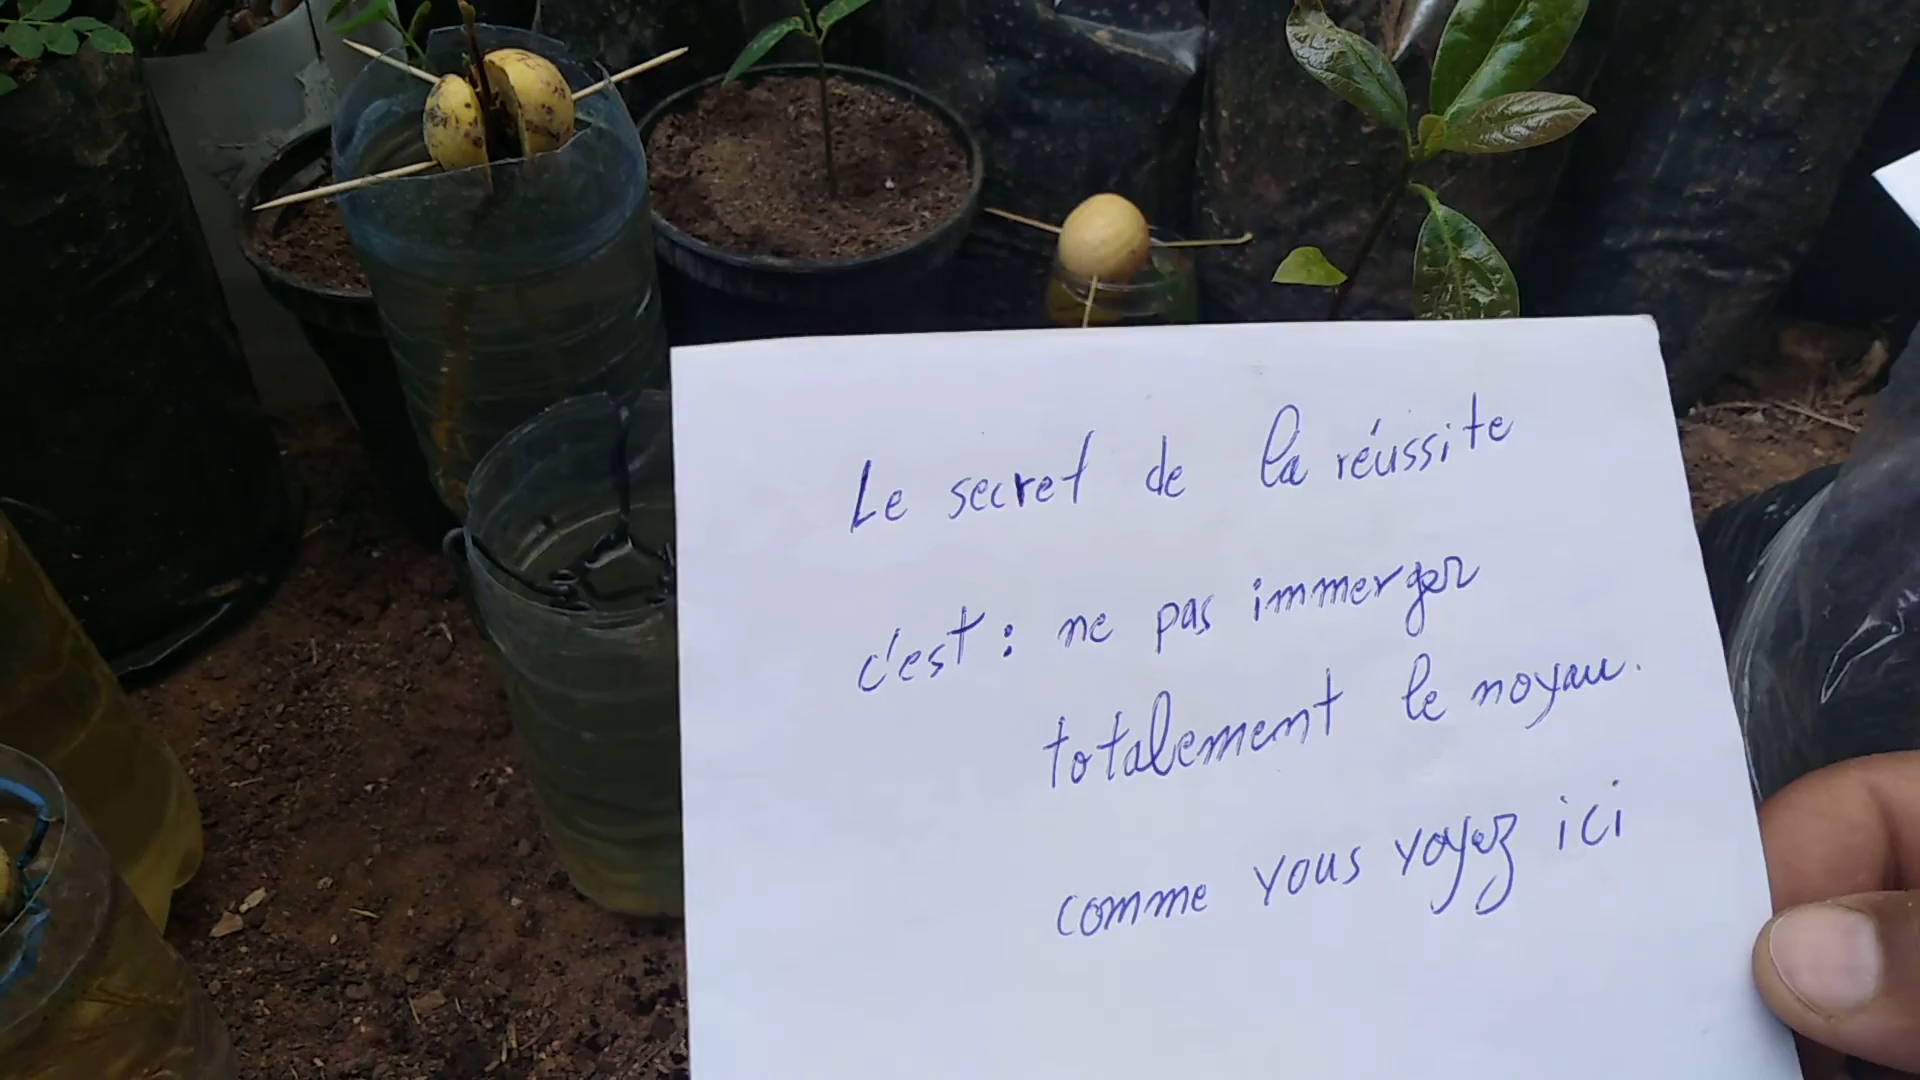 Le secret de la réussite
c'est : ne pas immerger
totalement le noyau.
comme vous voyez ici